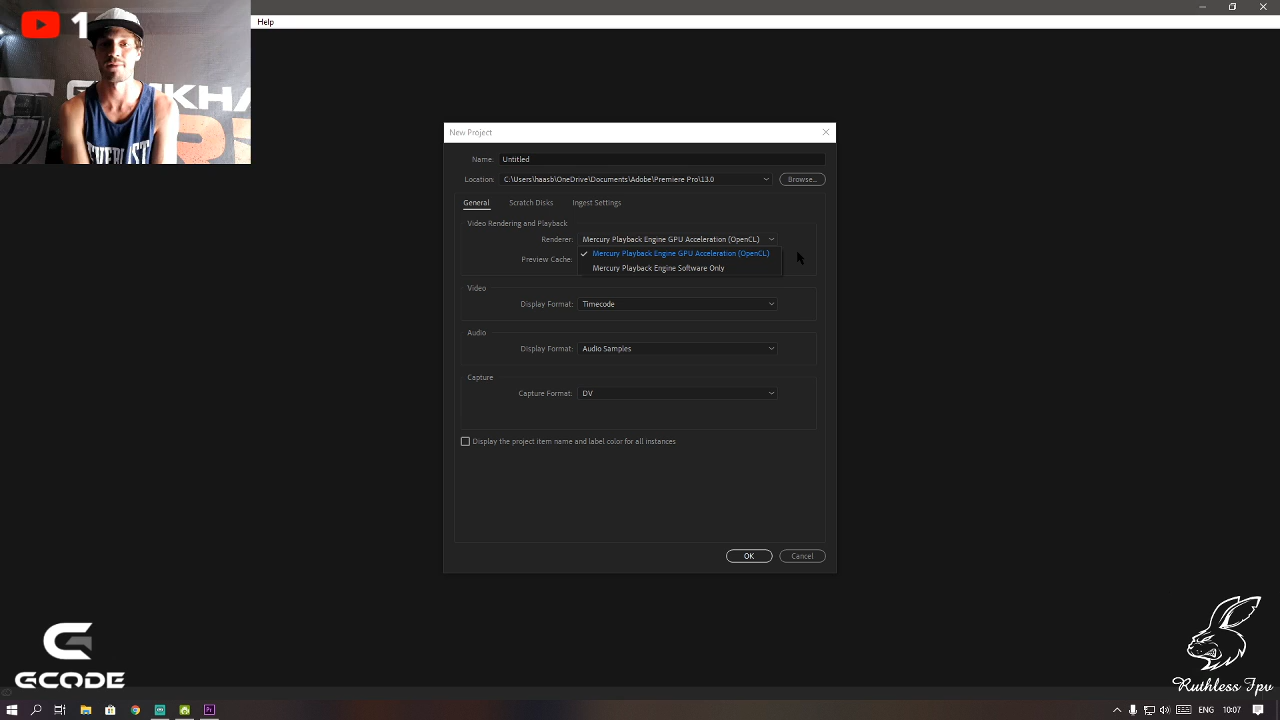 1
Help
New Project
Name: Untitled
Location: C:\Users\haasb\OneDrive\Documents\Adobe\Premiere Pro\13.0 Browse...
General Scratch Disks Ingest Settings
Video Rendering and Playback
Renderer: Mercury Playback Engine GPU Acceleration (OpenCL)
Mercury Playback Engine GPU Acceleration (OpenCL)
Preview Cache:
Mercury Playback Engine Software Only
Video
Display Format: Timecode
Audio
Display Format: Audio Samples
Capture
Capture Format: DV
Display the project item name and label color for all instances
OK Cancel
EVERLAST
GCODE
Ruthless Fpv
Pr
10:07